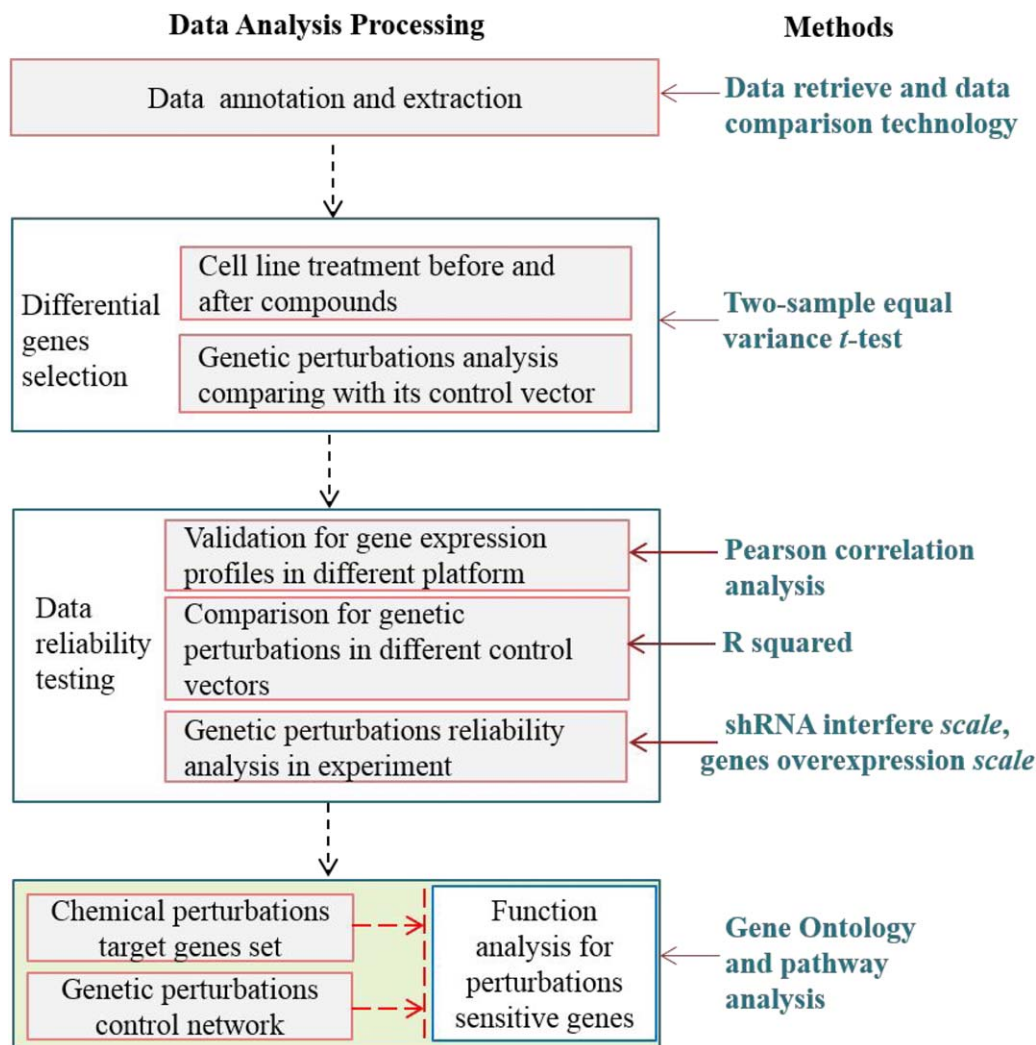 Data Analysis Processing
Methods
Data annotation and extraction
Data retrieve and data
comparison technology
Differential
genes
selection
Cell line treatment before and
after compounds
Genetic perturbations analysis
comparing with its control vector
Two-sample equal
variance t-test
Data
reliability
testing
Validation for gene expression
profiles in different platform
Pearson correlation
analysis
Comparison for genetic
perturbations in different control
vectors
R squared
Genetic perturbations reliability
analysis in experiment
shRNA interfere scale,
genes overexpression scale
Chemical perturbations
target genes set
Genetic perturbations
control network
Function
analysis for
perturbations
sensitive genes
Gene Ontology
and pathway
analysis